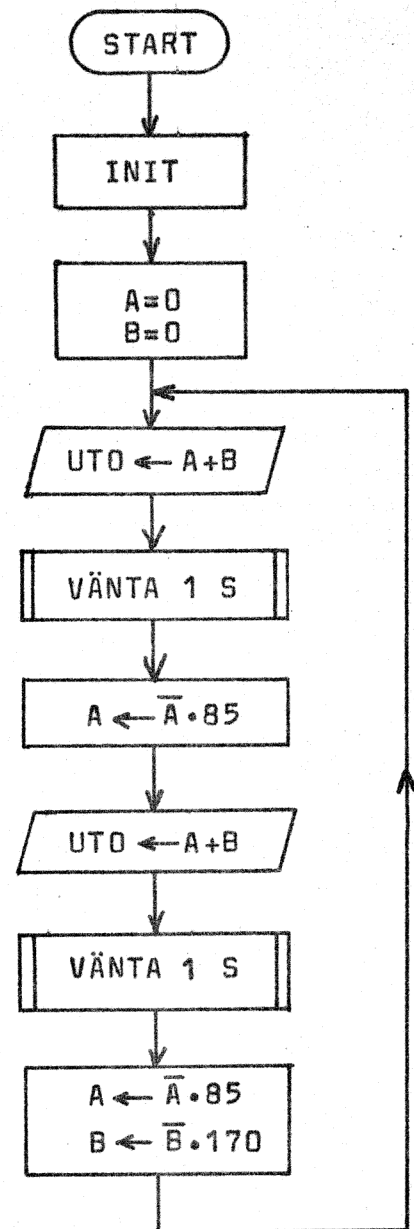 START
INIT
A=0
B=0
UTO ← A+B
VÄNTA 1 S
A ← A̅•85
UTO ← A+B
VÄNTA 1 S
A ← A̅•85
B ← B̅•170